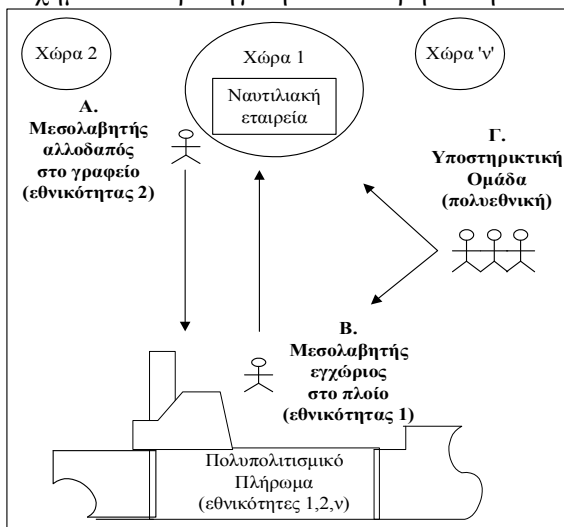 Χώρα 2
Χώρα 1
Χώρα 'ν'
Ναυτιλιακή
εταιρεία
Α.
Μεσολαβητής
αλλοδαπός
στο γραφείο
(εθνικότητας 2)
Γ.
Υποστηρικτική
Ομάδα
(πολυεθνική)
Β.
Μεσολαβητής
εγχώριος
στο πλοίο
(εθνικότητας 1)
Πολυπολιτισμικό
Πλήρωμα
(εθνικότητες 1,2,ν)